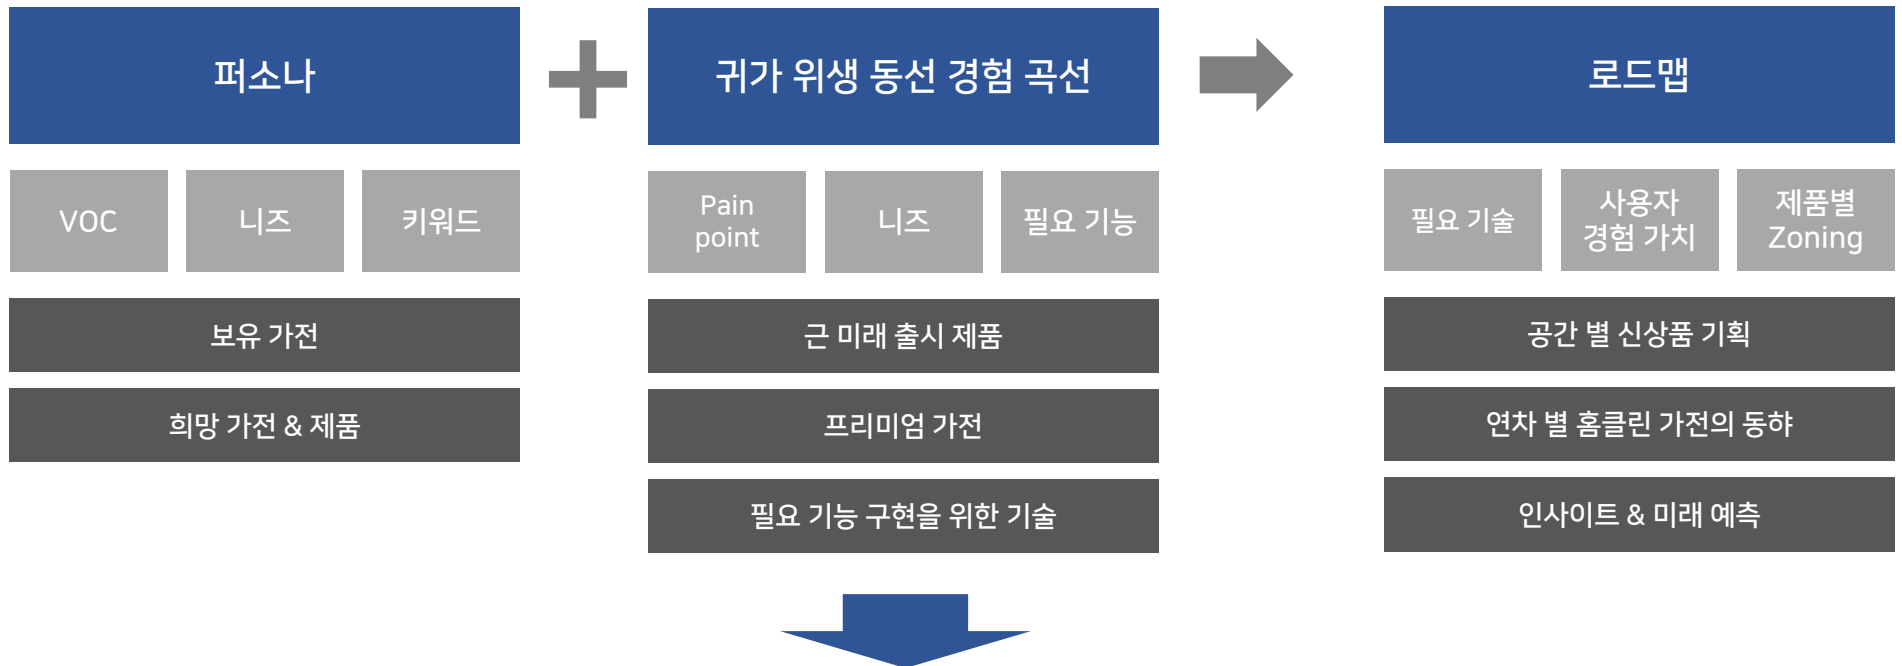 퍼소나
VOC
니즈
키워드
보유 가전
희망 가전 & 제품
귀가 위생 동선 경험 곡선
Pain
point
니즈
필요 기능
근 미래 출시 제품
프리미엄 가전
필요 기능 구현을 위한 기술
로드맵
필요 기술
사용자
경험 가치
제품별
Zoning
공간 별 신상품 기획
연차 별 홈클린 가전의 동햐
인사이트 & 미래 예측